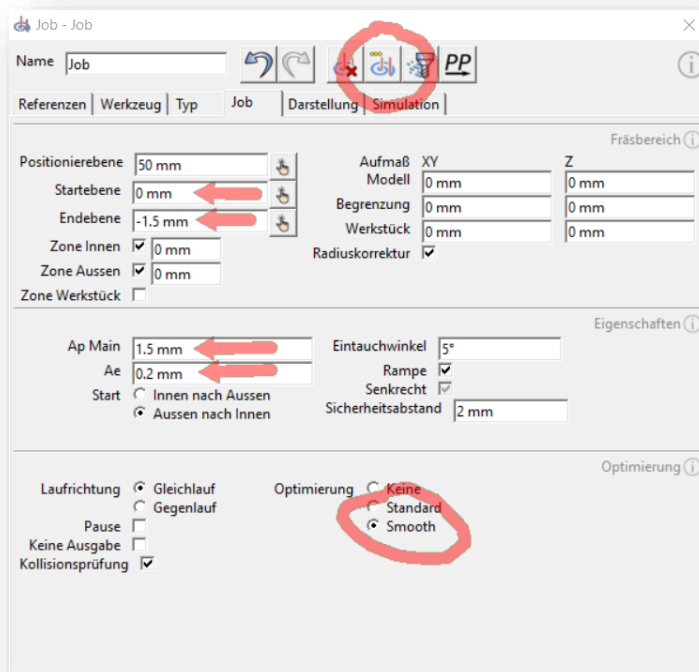 Job - Job
Name Job PP
Referenzen Werkzeug Typ Job Darstellung Simulation
Fräsbereich
Positionierebene 50 mm Aufmaß XY Z
Startebene 0 mm Modell 0 mm 0 mm
Endebene -1.5 mm Begrenzung 0 mm 0 mm
Zone Innen 0 mm Werkstück 0 mm 0 mm
Zone Aussen 0 mm Radiuskorrektur
Zone Werkstück
Eigenschaften
Ap Main 1.5 mm Eintauchwinkel 5°
Ae 0.2 mm Rampe
Start Innen nach Aussen Senkrecht
Aussen nach Innen Sicherheitsabstand 2 mm
Optimierung
Laufrichtung Gleichlauf Optimierung Keine
Gegenlauf Standard
Pause Smooth
Keine Ausgabe
Kollisionsprüfung